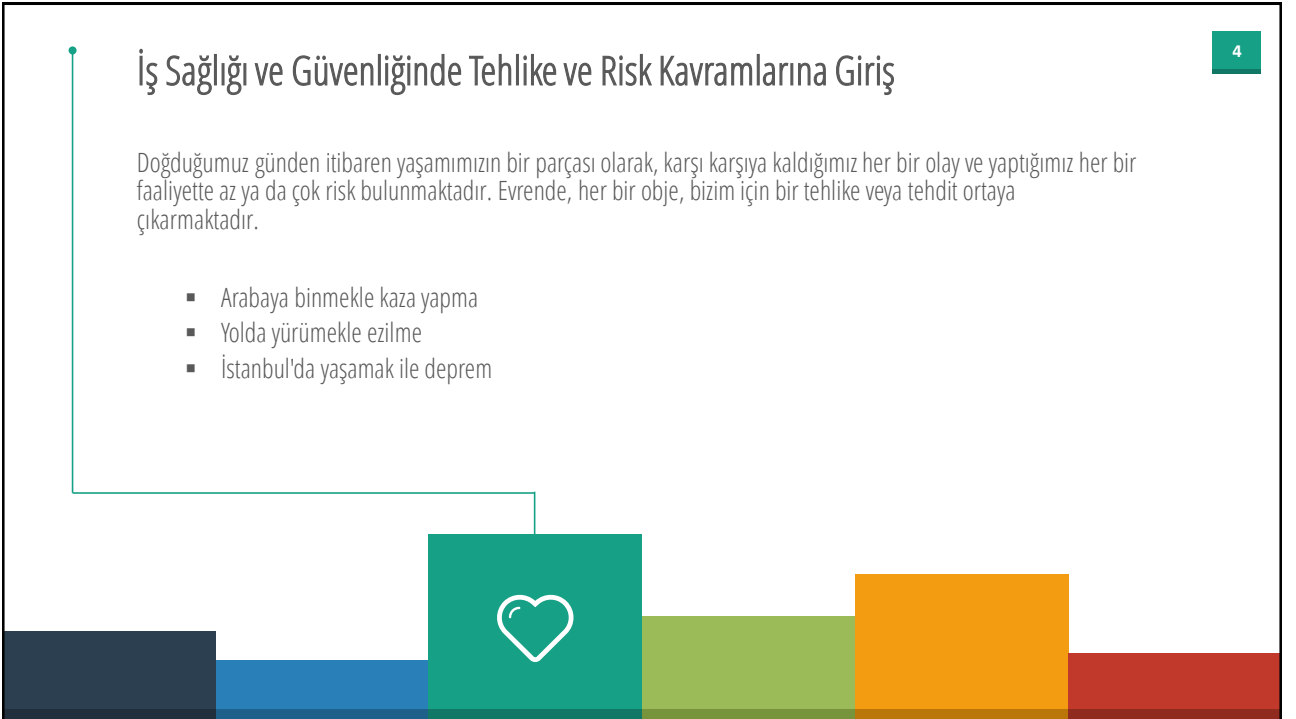 İş Sağlığı ve Güvenliğinde Tehlike ve Risk Kavramlarına Giriş
4
Doğduğumuz günden itibaren yaşamımızın bir parçası olarak, karşı karşıya kaldığımız her bir olay ve yaptığımız her bir
faaliyette az ya da çok risk bulunmaktadır. Evrende, her bir obje, bizim için bir tehlike veya tehdit ortaya
çıkarmaktadır.
▪ Arabaya binmekle kaza yapma
▪ Yolda yürümekle ezilme
▪ İstanbul'da yaşamak ile deprem